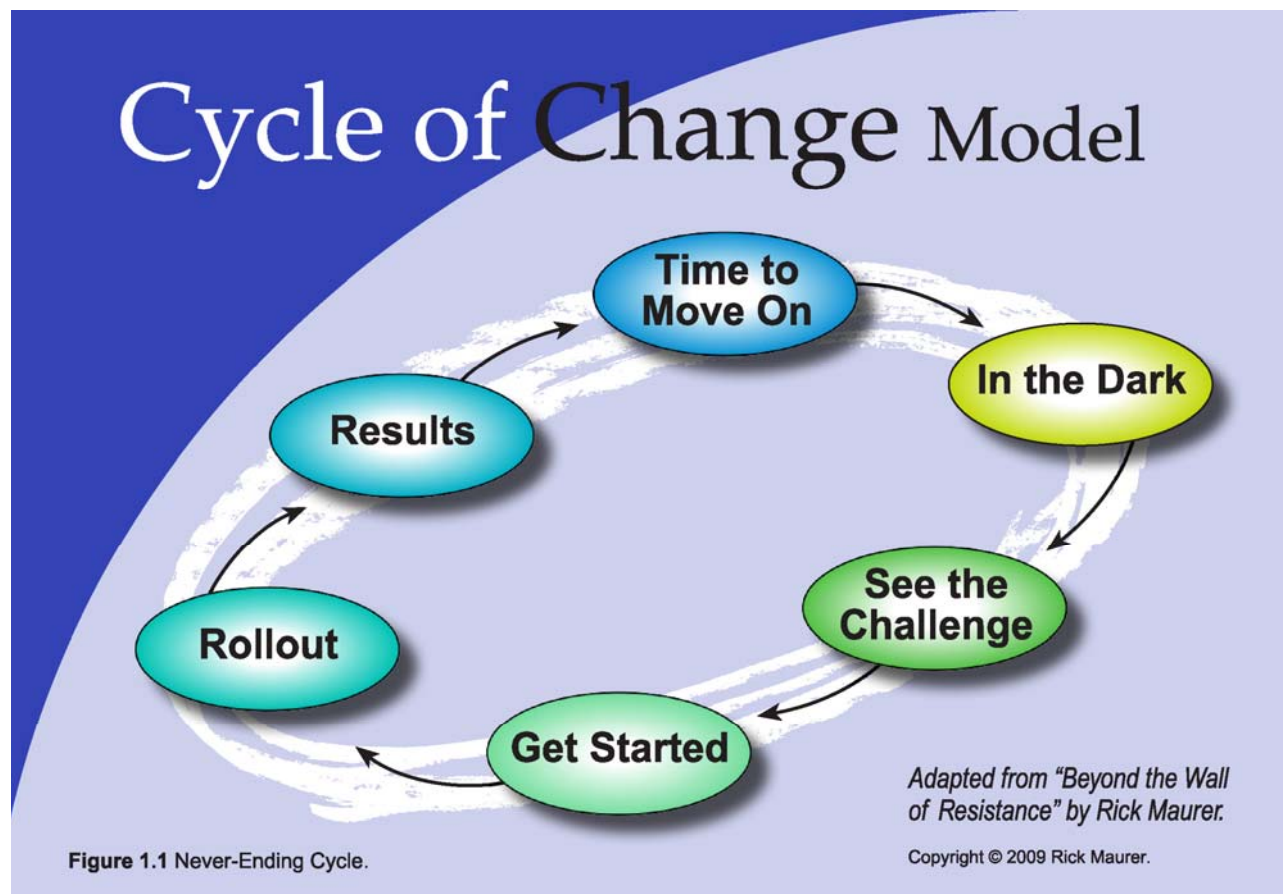 Cycle of Change Model
Time to
Move On
In the Dark
See the
Challenge
Get Started
Rollout
Results
Adapted from “Beyond the Wall
of Resistance” by Rick Maurer.
Copyright © 2009 Rick Maurer.
Figure 1.1 Never-Ending Cycle.